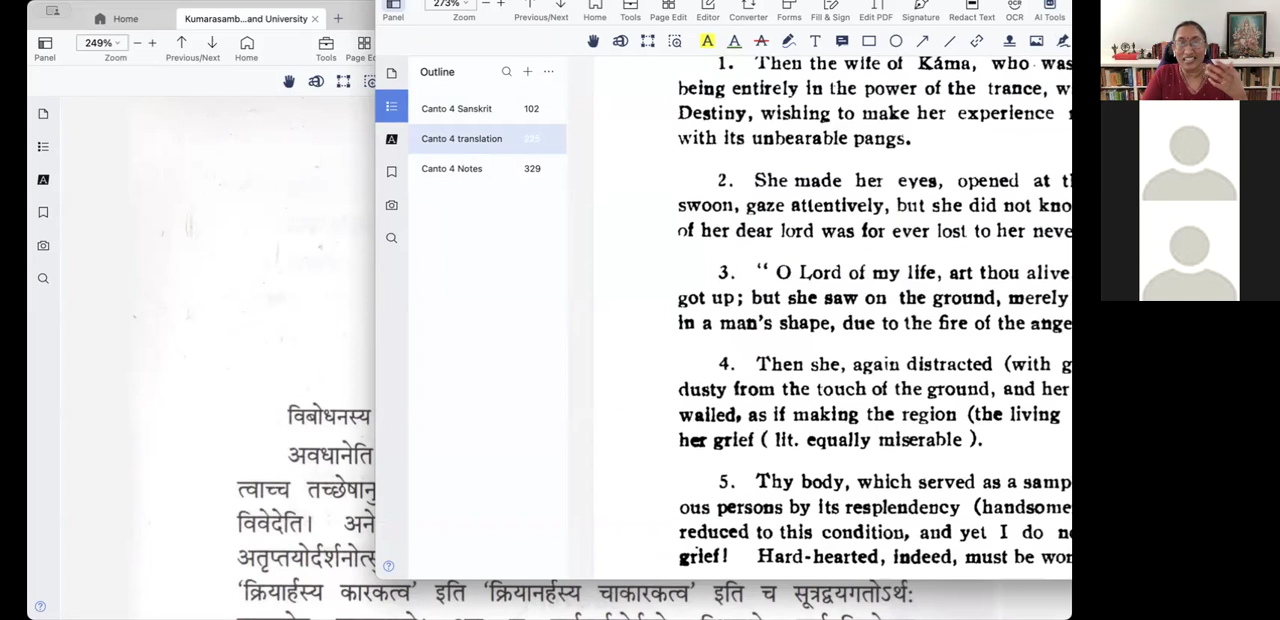 Home
Kumarasamb...and University
249%
Panel
Zoom
Previous/Next
Home
Tools
विबोधनस्य
अवधानेति
त्वाच्च तच्छेषानु
विवेदेति। अने
अतृप्तयोर्दर्शनोत्स
'क्रियार्हस्य कारकत्व' इति 'क्रियानर्हस्य चाकारकत्व' इति च सूत्रद्वयगतोऽर्थः
273%
Panel
Zoom
Previous/Next
Home
Tools
Page Edit
Editor
Converter
Forms
Fill & Sign
Edit PDF
Signature
Redact Text
OCR
AI Tools
Outline
Canto 4 Sanskrit 102
Canto 4 translation 225
Canto 4 Notes 329
1. Then the wife of Káma, who was
being entirely in the power of the trance, w
Destiny, wishing to make her experience
with its unbearable pangs.
2. She made her eyes, opened at t
swoon, gaze attentively, but she did not kno
of her dear lord was for ever lost to her neve
3. " O Lord of my life, art thou alive
got up; but she saw on the ground, merely
in a man's shape, due to the fire of the ange
4. Then she, again distracted (with g
dusty from the touch of the ground, and her
wailed, as if making the region (the living
her grief ( lit. equally miserable ).
5. Thy body, which served as a samp
ous persons by its resplendency (handsome
reduced to this condition, and yet I do n
grief! Hard-hearted, indeed, must be wo